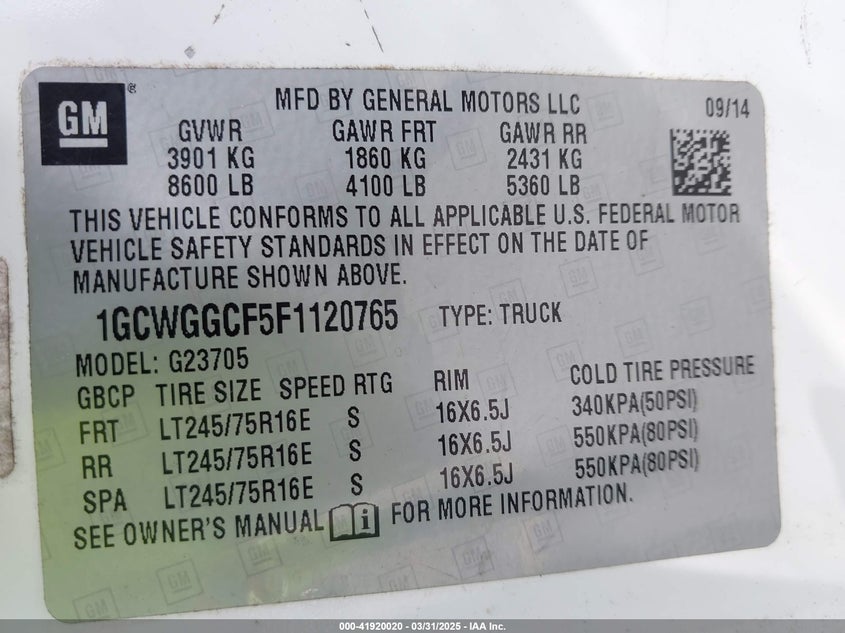 GM ®
MFD BY GENERAL MOTORS LLC 09/14
GVWR GAWR FRT GAWR RR
3901 KG 1860 KG 2431 KG
8600 LB 4100 LB 5360 LB
THIS VEHICLE CONFORMS TO ALL APPLICABLE U.S. FEDERAL MOTOR
VEHICLE SAFETY STANDARDS IN EFFECT ON THE DATE OF
MANUFACTURE SHOWN ABOVE.
1GCWGGCF5F1120765 TYPE: TRUCK
MODEL: G23705
GBCP TIRE SIZE SPEED RTG RIM COLD TIRE PRESSURE
FRT LT245/75R16E S 16X6.5J 340KPA(50PSI)
RR LT245/75R16E S 16X6.5J 550KPA(80PSI)
SPA LT245/75R16E S 16X6.5J 550KPA(80PSI)
SEE OWNER'S MANUAL i FOR MORE INFORMATION.
000-41920020 - 03/31/2025 - IAA Inc.